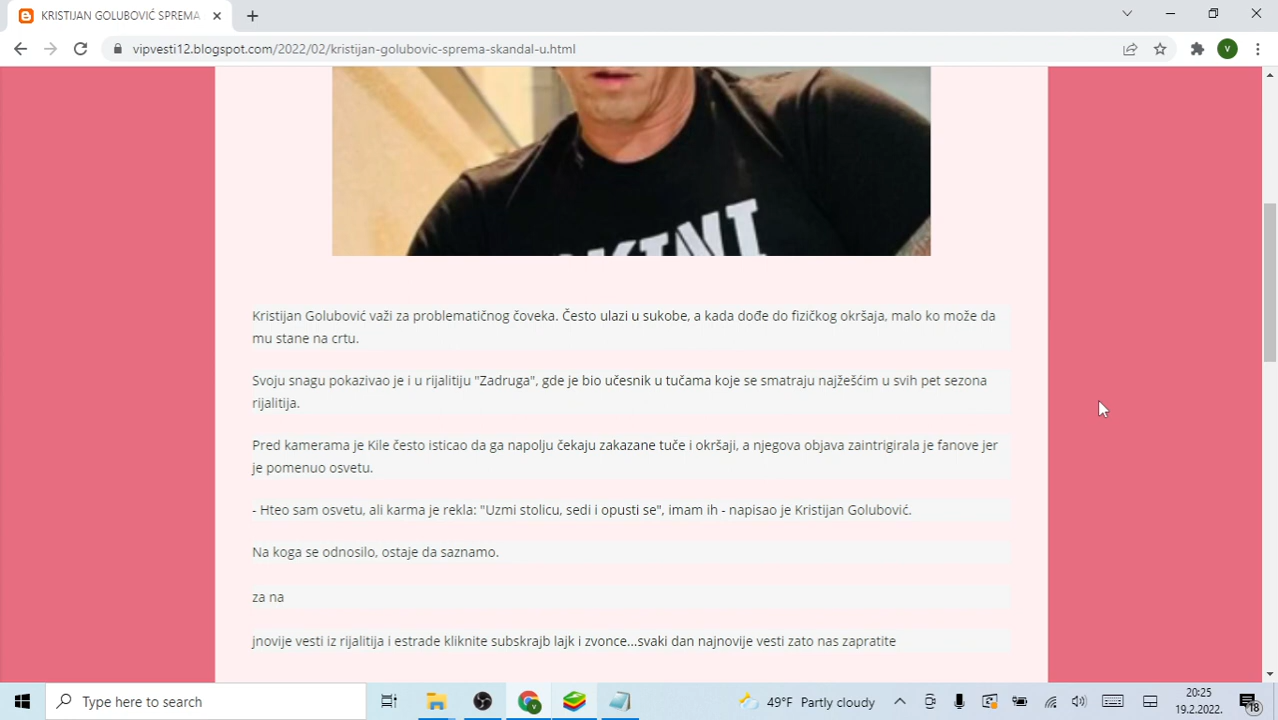 KRISTIJAN GOLUBOVIĆ SPREMA
vipvesti12.blogspot.com/2022/02/kristijan-golubovic-sprema-skandal-u.html
V
Kristijan Golubović važi za problematičnog čoveka. Često ulazi u sukobe, a kada dođe do fizičkog okršaja, malo ko može da
mu stane na crtu.
Svoju snagu pokazivao je i u rijalitiju "Zadruga", gde je bio učesnik u tučama koje se smatraju najžešćim u svih pet sezona
rijalitija.
Pred kamerama je Kile često isticao da ga napolju čekaju zakazane tuče i okršaji, a njegova objava zaintrigirala je fanove jer
je pomenuo osvetu.
- Hteo sam osvetu, ali karma je rekla: "Uzmi stolicu, sedi i opusti se", imam ih - napisao je Kristijan Golubović.
Na koga se odnosilo, ostaje da saznamo.
za na
jnovije vesti iz rijalitija i estrade kliknite subskrajb lajk i zvonce...svaki dan najnovije vesti zato nas zapratite
Type here to search
49°F Partly cloudy
20:25
19.2.2022.
18